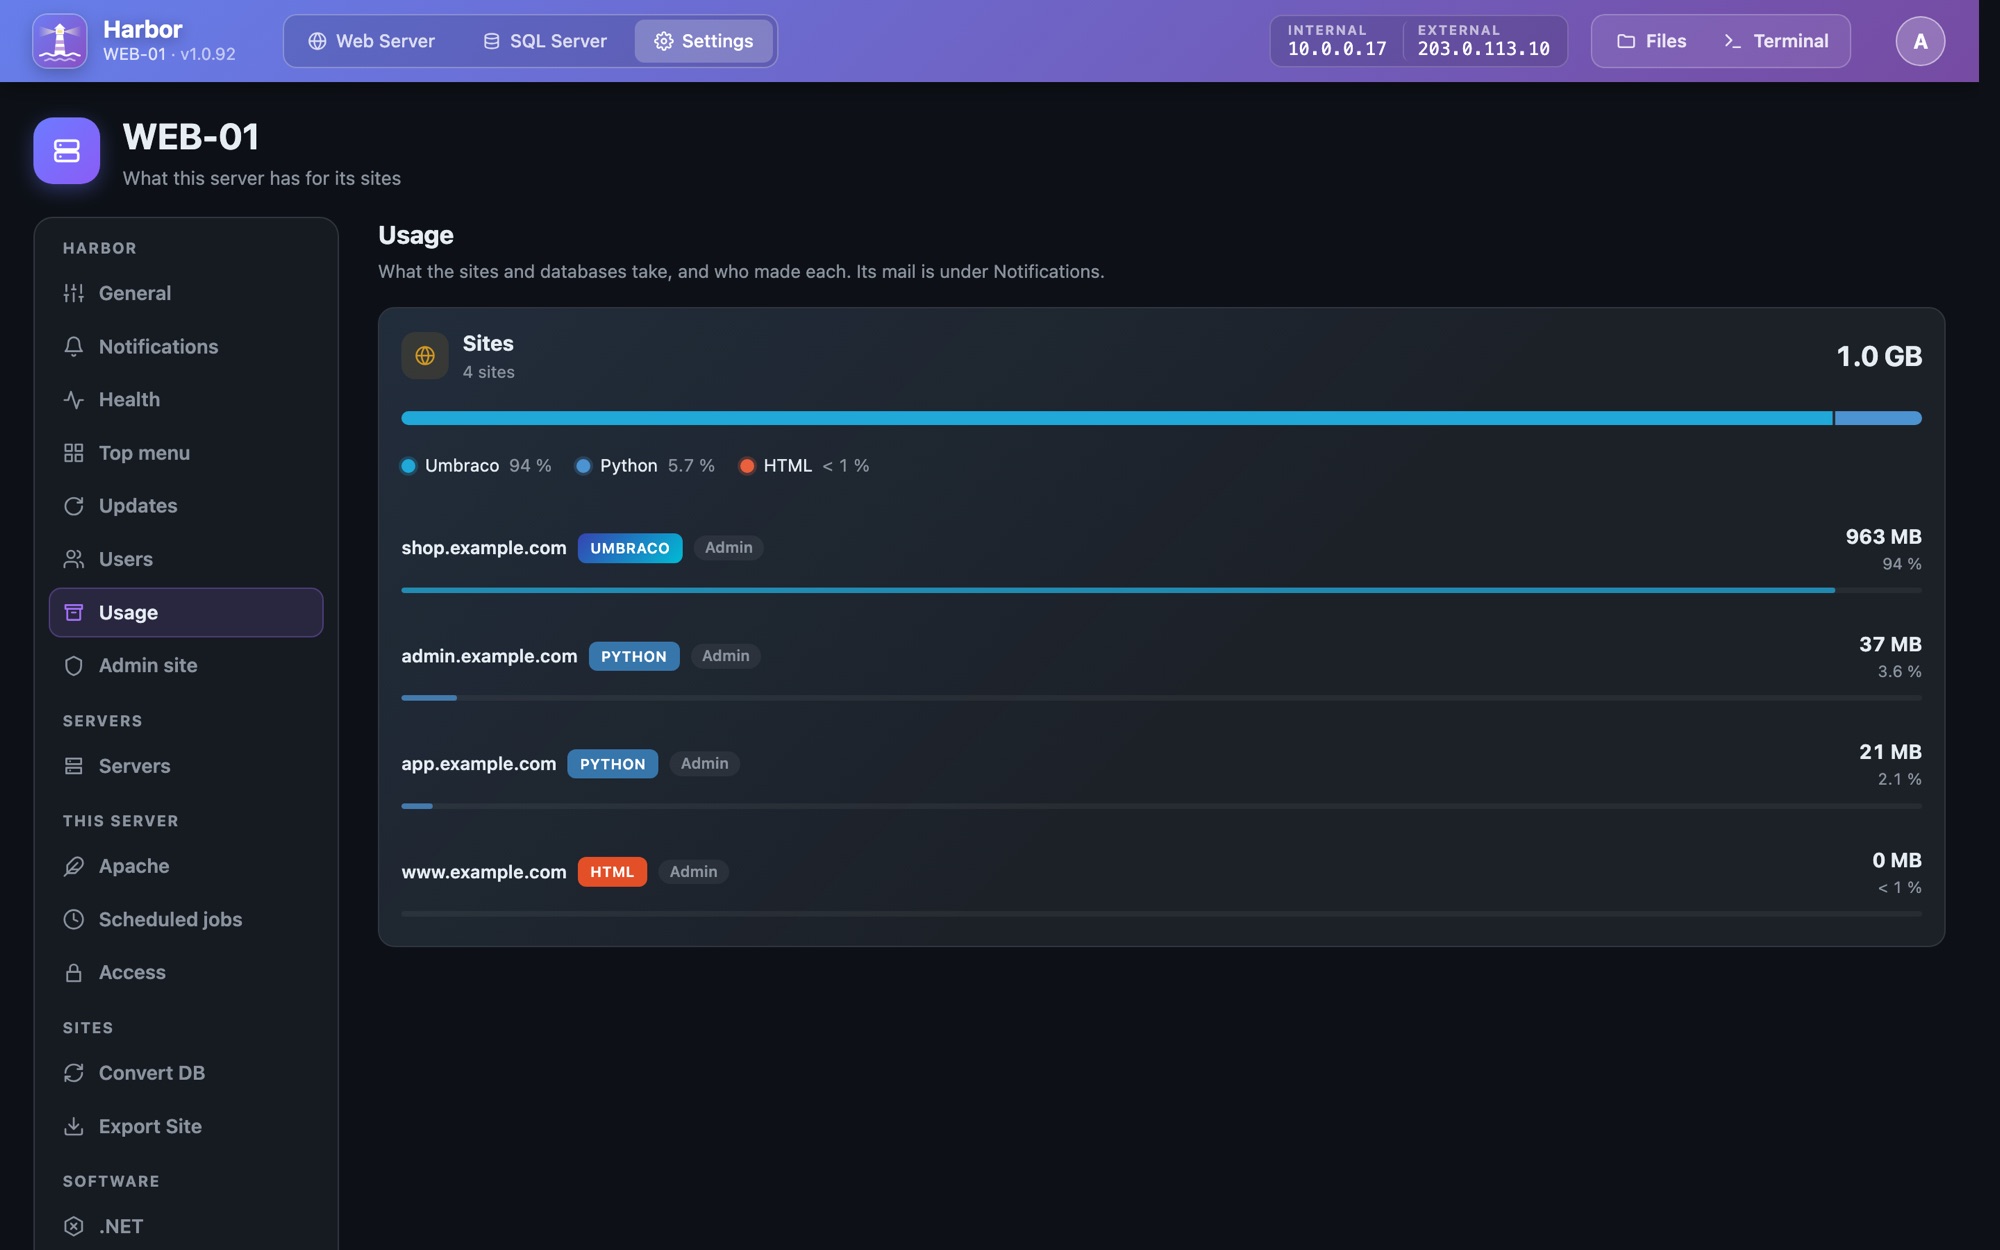 Harbor
WEB-01 · v1.0.92
Web Server
SQL Server
Settings
INTERNAL
10.0.0.17
EXTERNAL
203.0.113.10
Files
Terminal
A
WEB-01
What this server has for its sites
HARBOR
General
Notifications
Health
Top menu
Updates
Users
Usage
Admin site
SERVERS
Servers
THIS SERVER
Apache
Scheduled jobs
Access
SITES
Convert DB
Export Site
SOFTWARE
.NET
Usage
What the sites and databases take, and who made each. Its mail is under Notifications.
Sites
4 sites
1.0 GB
Umbraco 94 %
Python 5.7 %
HTML < 1 %
shop.example.com UMBRACO Admin
963 MB
94 %
admin.example.com PYTHON Admin
37 MB
3.6 %
app.example.com PYTHON Admin
21 MB
2.1 %
www.example.com HTML Admin
0 MB
< 1 %